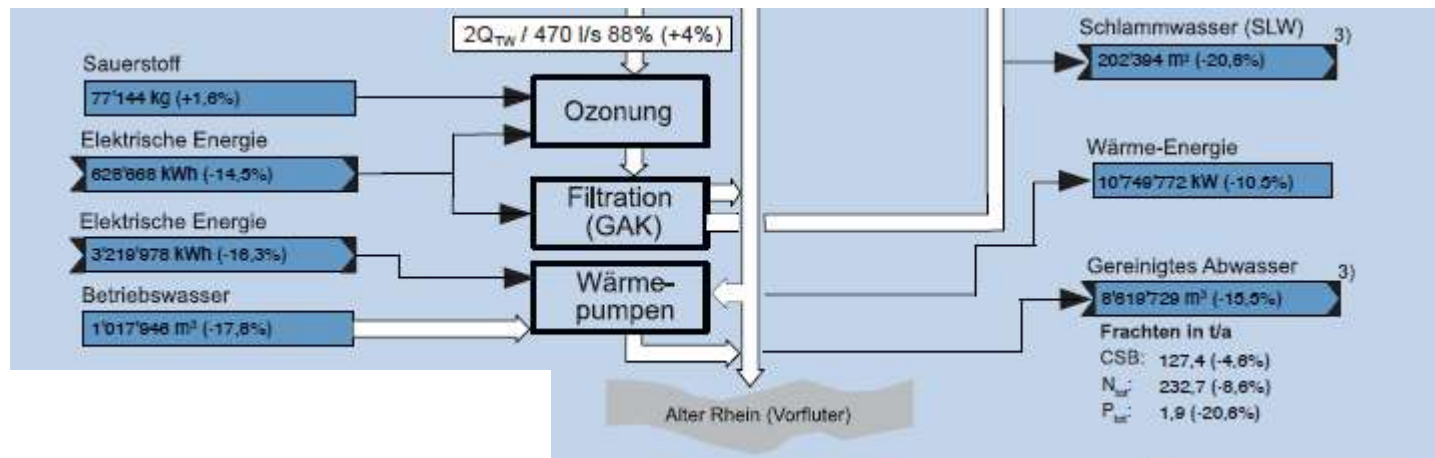 2Q_TW / 470 l/s 88% (+4%)
Sauerstoff
77'144 kg (+1,6%)
Elektrische Energie
628'668 kWh (-14,5%)
Elektrische Energie
3'219'978 kWh (-16,3%)
Betriebswasser
1'017'946 m³ (-17,8%)
Ozonung
Filtration
(GAK)
Wärme-
pumpen
Schlammwasser (SLW) 3)
202'394 m³ (-20,6%)
Wärme-Energie
10'749'772 kW (-10.5%)
Gereinigtes Abwasser 3)
8'619'729 m³ (-15,5%)
Frachten in t/a
CSB: 127,4 (-4,6%)
N_tot: 232,7 (-8,6%)
P_tot: 1,9 (-20,6%)
Alter Rhein (Vorfluter)